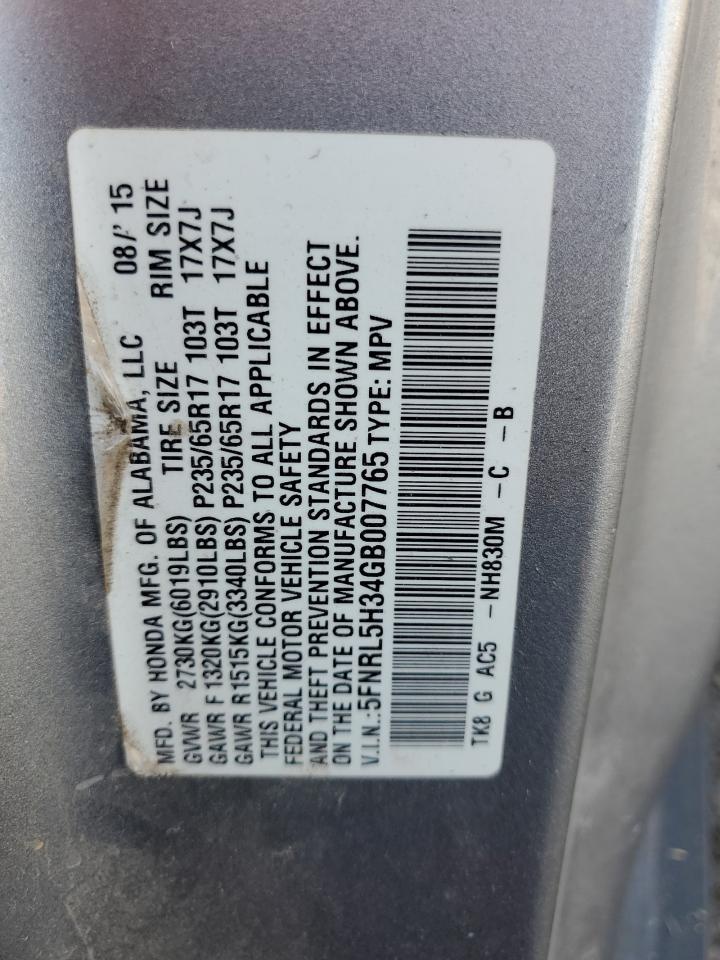 MFD. BY HONDA MFG. OF ALABAMA, LLC 08/' 15
GVWR 2730KG(6019LBS) TIRE SIZE RIM SIZE
GAWR F 1320KG(2910LBS) P235/65R17 103T 17X7J
GAWR R1515KG(3340LBS) P235/65R17 103T 17X7J
THIS VEHICLE CONFORMS TO ALL APPLICABLE
FEDERAL MOTOR VEHICLE SAFETY
AND THEFT PREVENTION STANDARDS IN EFFECT
ON THE DATE OF MANUFACTURE SHOWN ABOVE.
V.I.N.:5FNRL5H34GB007765 TYPE: MPV
TK8 G AC5 -NH830M -C -B